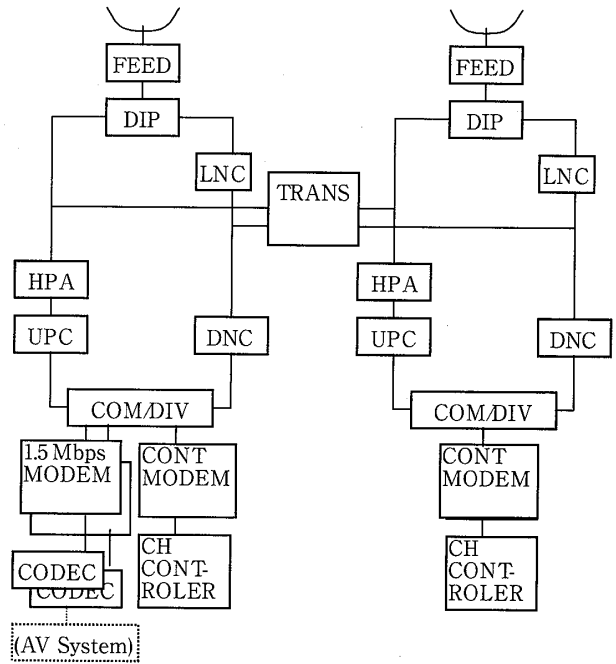 FEED
FEED
DIP
DIP
LNC
LNC
TRANS
HPA
HPA
UPC
DNC
UPC
DNC
COM/DIV
COM/DIV
1.5 Mbps
MODEM
CONT
MODEM
CONT
MODEM
CODEC
CODEC
CH
CONT-
ROLER
CH
CONT-
ROLER
(AV System)